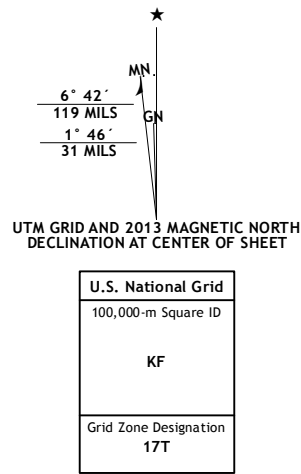 ★
MN
6° 42´
119 MILS
GN
1° 46´
31 MILS
UTM GRID AND 2013 MAGNETIC NORTH
DECLINATION AT CENTER OF SHEET
U.S. National Grid
100,000-m Square ID
KF
Grid Zone Designation
17T